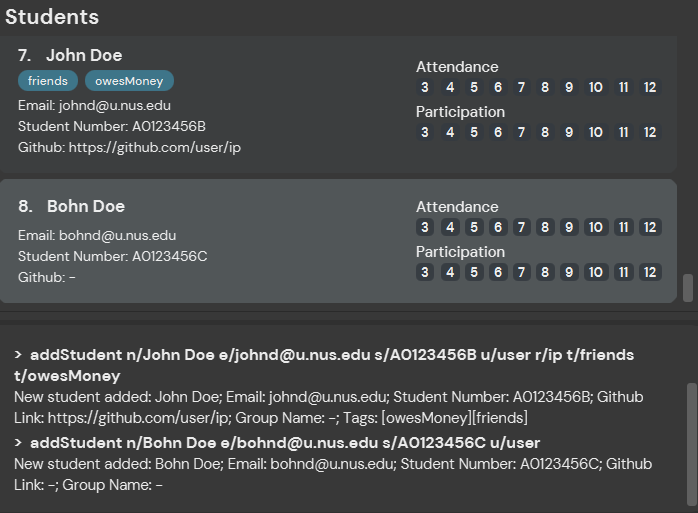 Students
7. John Doe
friends owesMoney
Email: johnd@u.nus.edu
Student Number: A0123456B
Github: https://github.com/user/ip
Attendance
3 4 5 6 7 8 9 10 11 12
Participation
3 4 5 6 7 8 9 10 11 12
8. Bohn Doe
Email: bohnd@u.nus.edu
Student Number: A0123456C
Github: -
Attendance
3 4 5 6 7 8 9 10 11 12
Participation
3 4 5 6 7 8 9 10 11 12
> addStudent n/John Doe e/johnd@u.nus.edu s/A0123456B u/user r/ip t/friends
t/owesMoney
New student added: John Doe; Email: johnd@u.nus.edu; Student Number: A0123456B; Github
Link: https://github.com/user/ip; Group Name: -; Tags: [owesMoney][friends]
> addStudent n/Bohn Doe e/bohnd@u.nus.edu s/A0123456C u/user
New student added: Bohn Doe; Email: bohnd@u.nus.edu; Student Number: A0123456C; Github
Link: -; Group Name: -